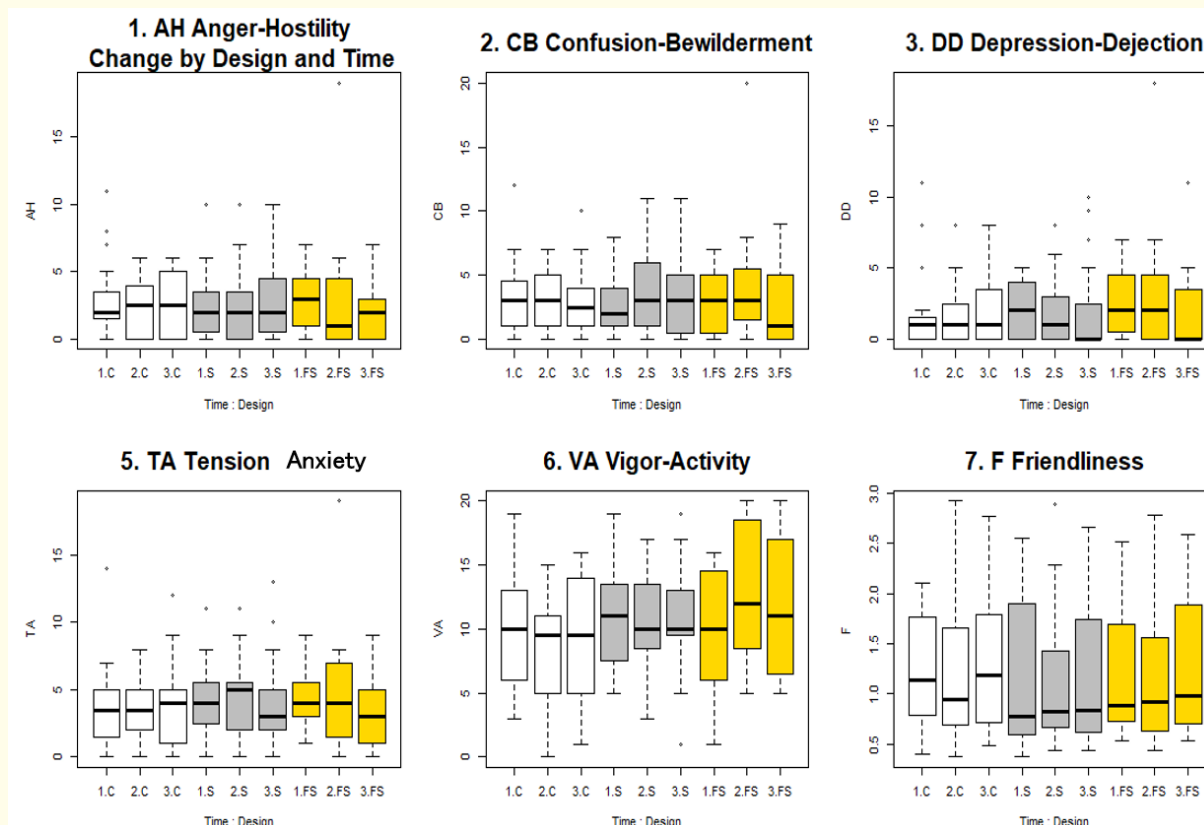 1. AH Anger-Hostility
Change by Design and Time
2. CB Confusion-Bewilderment
3. DD Depression-Dejection
AH
0 5 10 15
1.C 2.C 3.C 1.S 2.S 3.S 1.FS 2.FS 3.FS
Time : Design
CB
0 5 10 15 20
1.C 2.C 3.C 1.S 2.S 3.S 1.FS 2.FS 3.FS
Time : Design
DD
0 5 10 15
1.C 2.C 3.C 1.S 2.S 3.S 1.FS 2.FS 3.FS
Time : Design
5. TA Tension Anxiety
6. VA Vigor-Activity
7. F Friendliness
TA
0 5 10 15
1.C 2.C 3.C 1.S 2.S 3.S 1.FS 2.FS 3.FS
Time : Design
VA
0 5 10 15 20
1.C 2.C 3.C 1.S 2.S 3.S 1.FS 2.FS 3.FS
Time : Design
F
0.5 1.0 1.5 2.0 2.5 3.0
1.C 2.C 3.C 1.S 2.S 3.S 1.FS 2.FS 3.FS
Time : Design